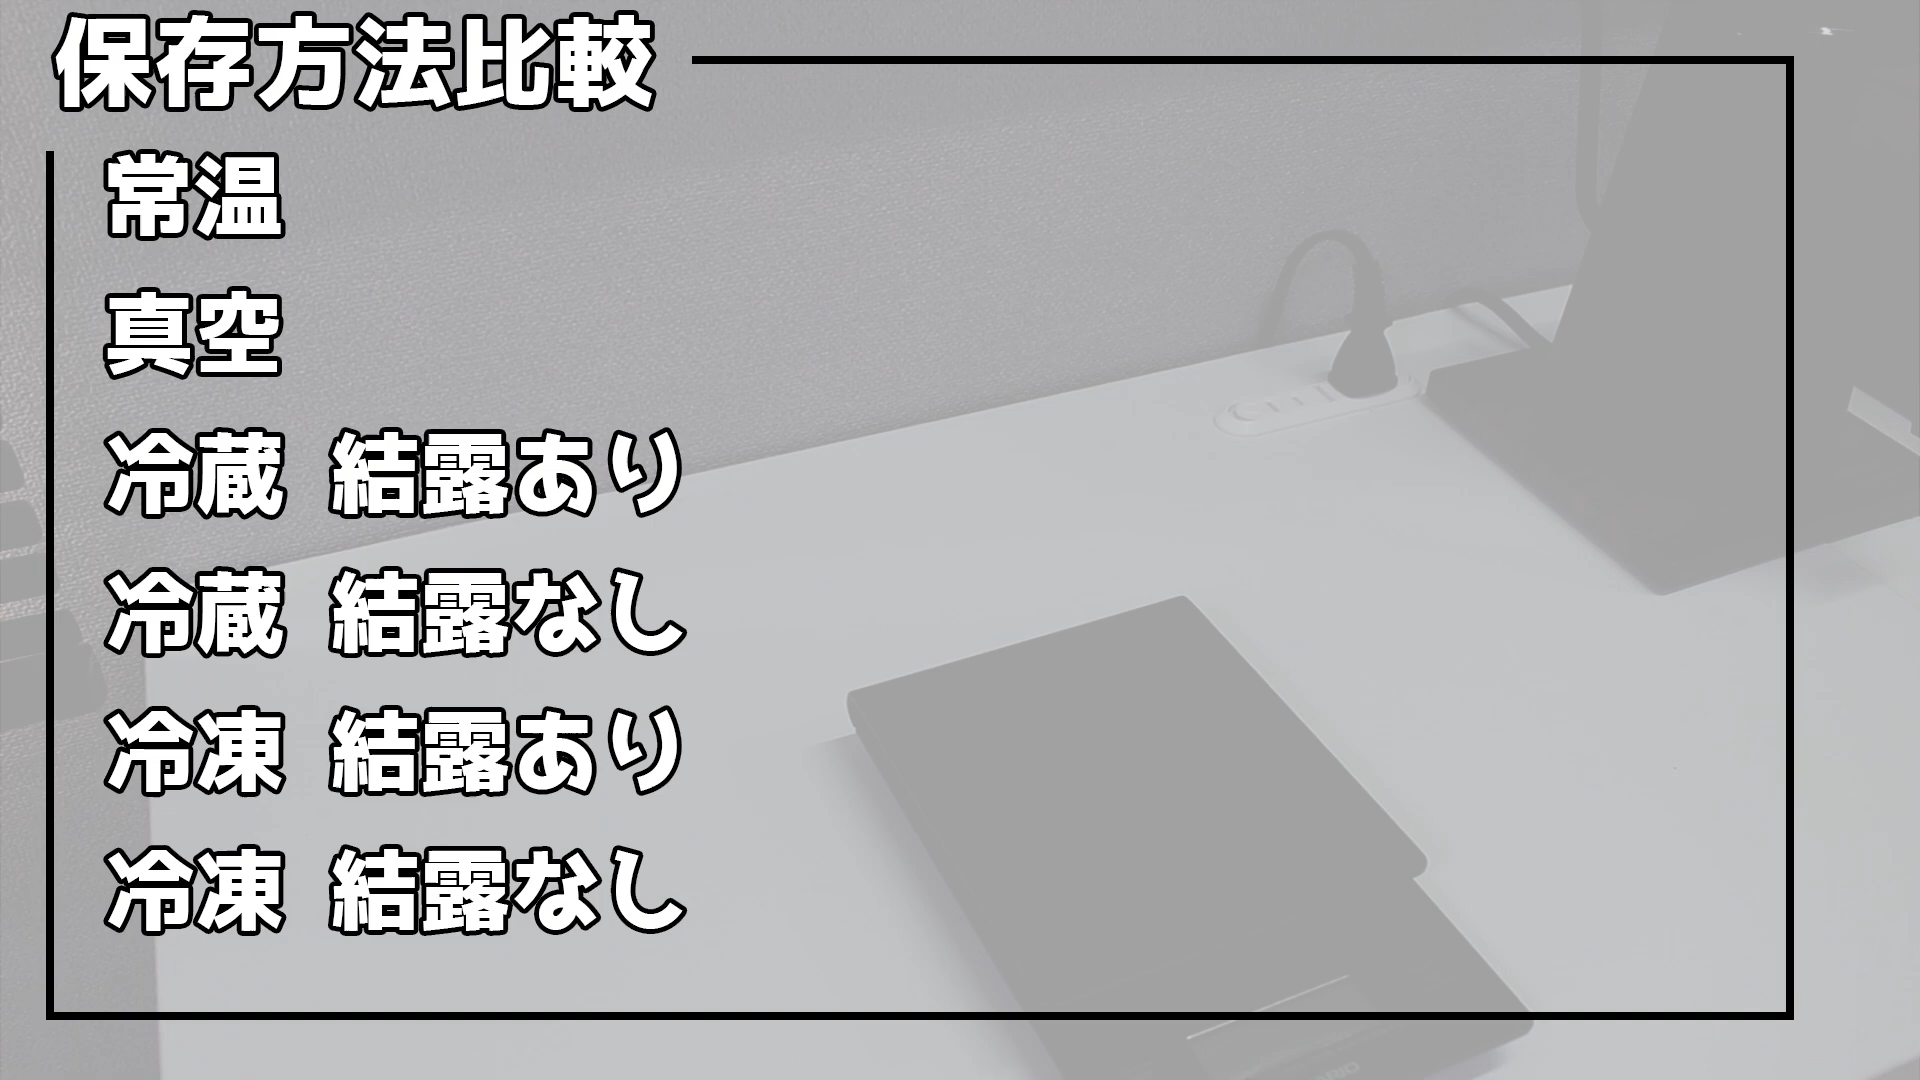 保存方法比較
常温
真空
冷蔵 結露あり
冷蔵 結露なし
冷凍 結露あり
冷凍 結露なし